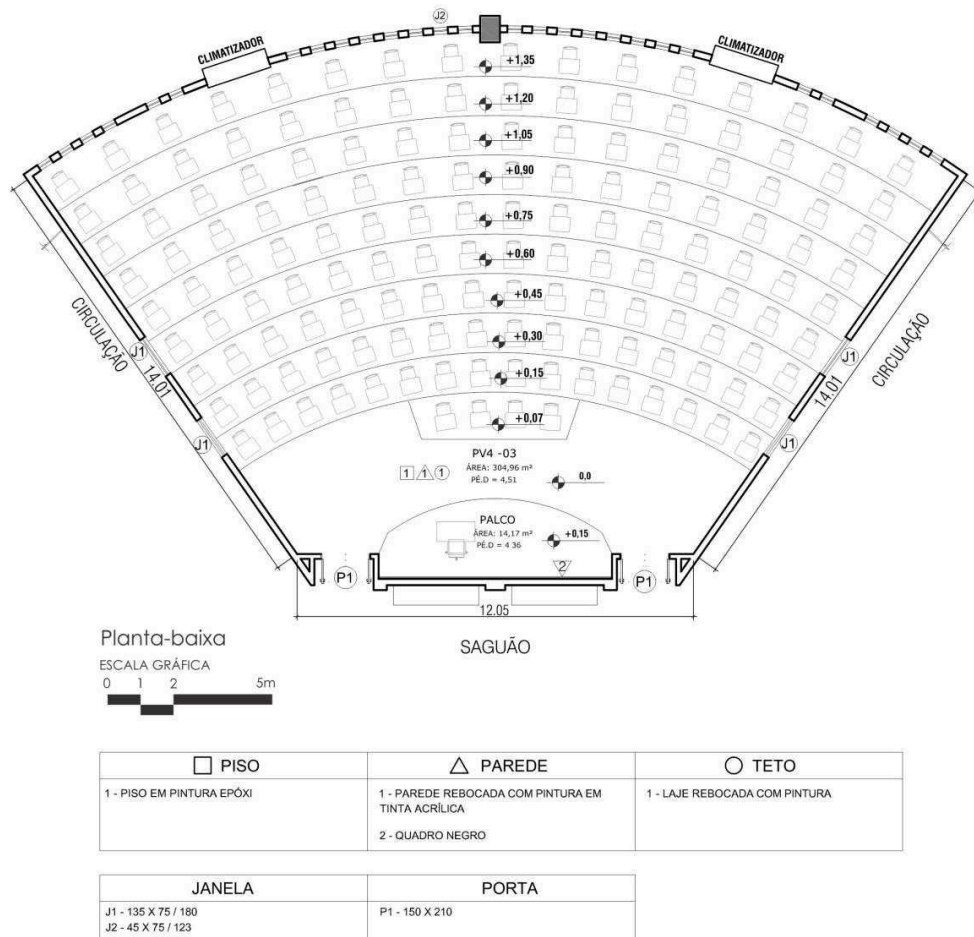 J2
CLIMATIZADOR
CLIMATIZADOR
+1,35
+1,20
+1,05
+0,90
+0,75
+0,60
+0,45
+0,30
+0,15
+0,07
CIRCULAÇÃO
14.01
J1
J1
CIRCULAÇÃO
14.01
J1
J1
PV4 -03
ÁREA: 304,96 m²
PÉ.D = 4,51
1 1 1
0,0
PALCO
ÁREA: 14,17 m²
PÉ.D = 4 36
+0,15
2
P1
P1
12.05
SAGUÃO
Planta-baixa
ESCALA GRÁFICA
0 1 2 5m
PISO
1 - PISO EM PINTURA EPÓXI
PAREDE
1 - PAREDE REBOCADA COM PINTURA EM
TINTA ACRÍLICA
2 - QUADRO NEGRO
TETO
1 - LAJE REBOCADA COM PINTURA
JANELA
J1 - 135 X 75 / 180
J2 - 45 X 75 / 123
PORTA
P1 - 150 X 210